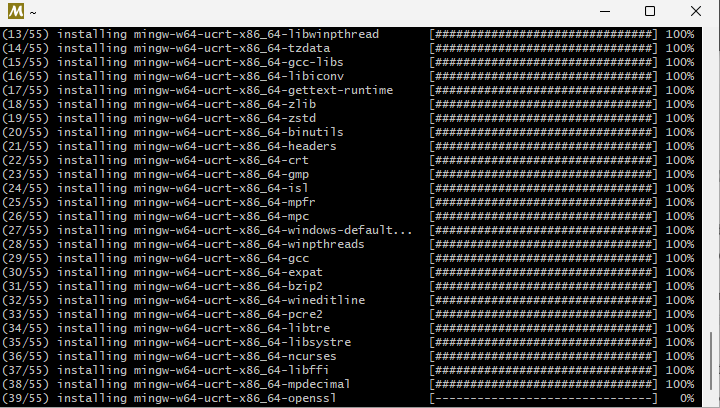 M ~
(13/55) installing mingw-w64-ucrt-x86_64-libwinpthread [###############################] 100%
(14/55) installing mingw-w64-ucrt-x86_64-tzdata [###############################] 100%
(15/55) installing mingw-w64-ucrt-x86_64-gcc-libs [###############################] 100%
(16/55) installing mingw-w64-ucrt-x86_64-libiconv [###############################] 100%
(17/55) installing mingw-w64-ucrt-x86_64-gettext-runtime [###############################] 100%
(18/55) installing mingw-w64-ucrt-x86_64-zlib [###############################] 100%
(19/55) installing mingw-w64-ucrt-x86_64-zstd [###############################] 100%
(20/55) installing mingw-w64-ucrt-x86_64-binutils [###############################] 100%
(21/55) installing mingw-w64-ucrt-x86_64-headers [###############################] 100%
(22/55) installing mingw-w64-ucrt-x86_64-crt [###############################] 100%
(23/55) installing mingw-w64-ucrt-x86_64-gmp [###############################] 100%
(24/55) installing mingw-w64-ucrt-x86_64-isl [###############################] 100%
(25/55) installing mingw-w64-ucrt-x86_64-mpfr [###############################] 100%
(26/55) installing mingw-w64-ucrt-x86_64-mpc [###############################] 100%
(27/55) installing mingw-w64-ucrt-x86_64-windows-default... [###############################] 100%
(28/55) installing mingw-w64-ucrt-x86_64-winpthreads [###############################] 100%
(29/55) installing mingw-w64-ucrt-x86_64-gcc [###############################] 100%
(30/55) installing mingw-w64-ucrt-x86_64-expat [###############################] 100%
(31/55) installing mingw-w64-ucrt-x86_64-bzip2 [###############################] 100%
(32/55) installing mingw-w64-ucrt-x86_64-wineditline [###############################] 100%
(33/55) installing mingw-w64-ucrt-x86_64-pcre2 [###############################] 100%
(34/55) installing mingw-w64-ucrt-x86_64-libtre [###############################] 100%
(35/55) installing mingw-w64-ucrt-x86_64-libsystre [###############################] 100%
(36/55) installing mingw-w64-ucrt-x86_64-ncurses [###############################] 100%
(37/55) installing mingw-w64-ucrt-x86_64-libffi [###############################] 100%
(38/55) installing mingw-w64-ucrt-x86_64-mpdecimal [###############################] 100%
(39/55) installing mingw-w64-ucrt-x86_64-openssl [-------------------------------] 0%